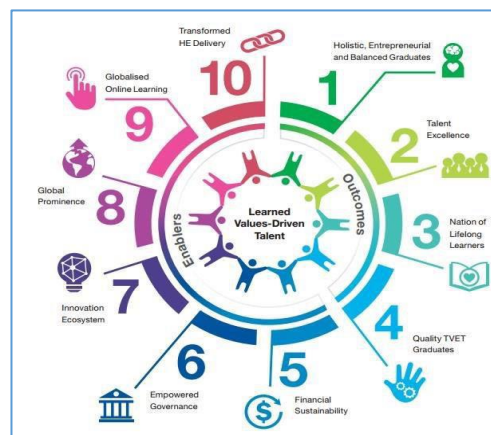 Transformed
HE Delivery
10
Holistic, Entrepreneurial
and Balanced Graduates
1
Globalised
Online Learning
9
Talent
Excellence
2
Global
Prominence
8
Nation of
Lifelong
Learners
3
Enablers
Learned
Values-Driven
Talent
Outcomes
Innovation
Ecosystem
7
Quality TVET
Graduates
4
Empowered
Governance
6
Financial
Sustainability
5
$